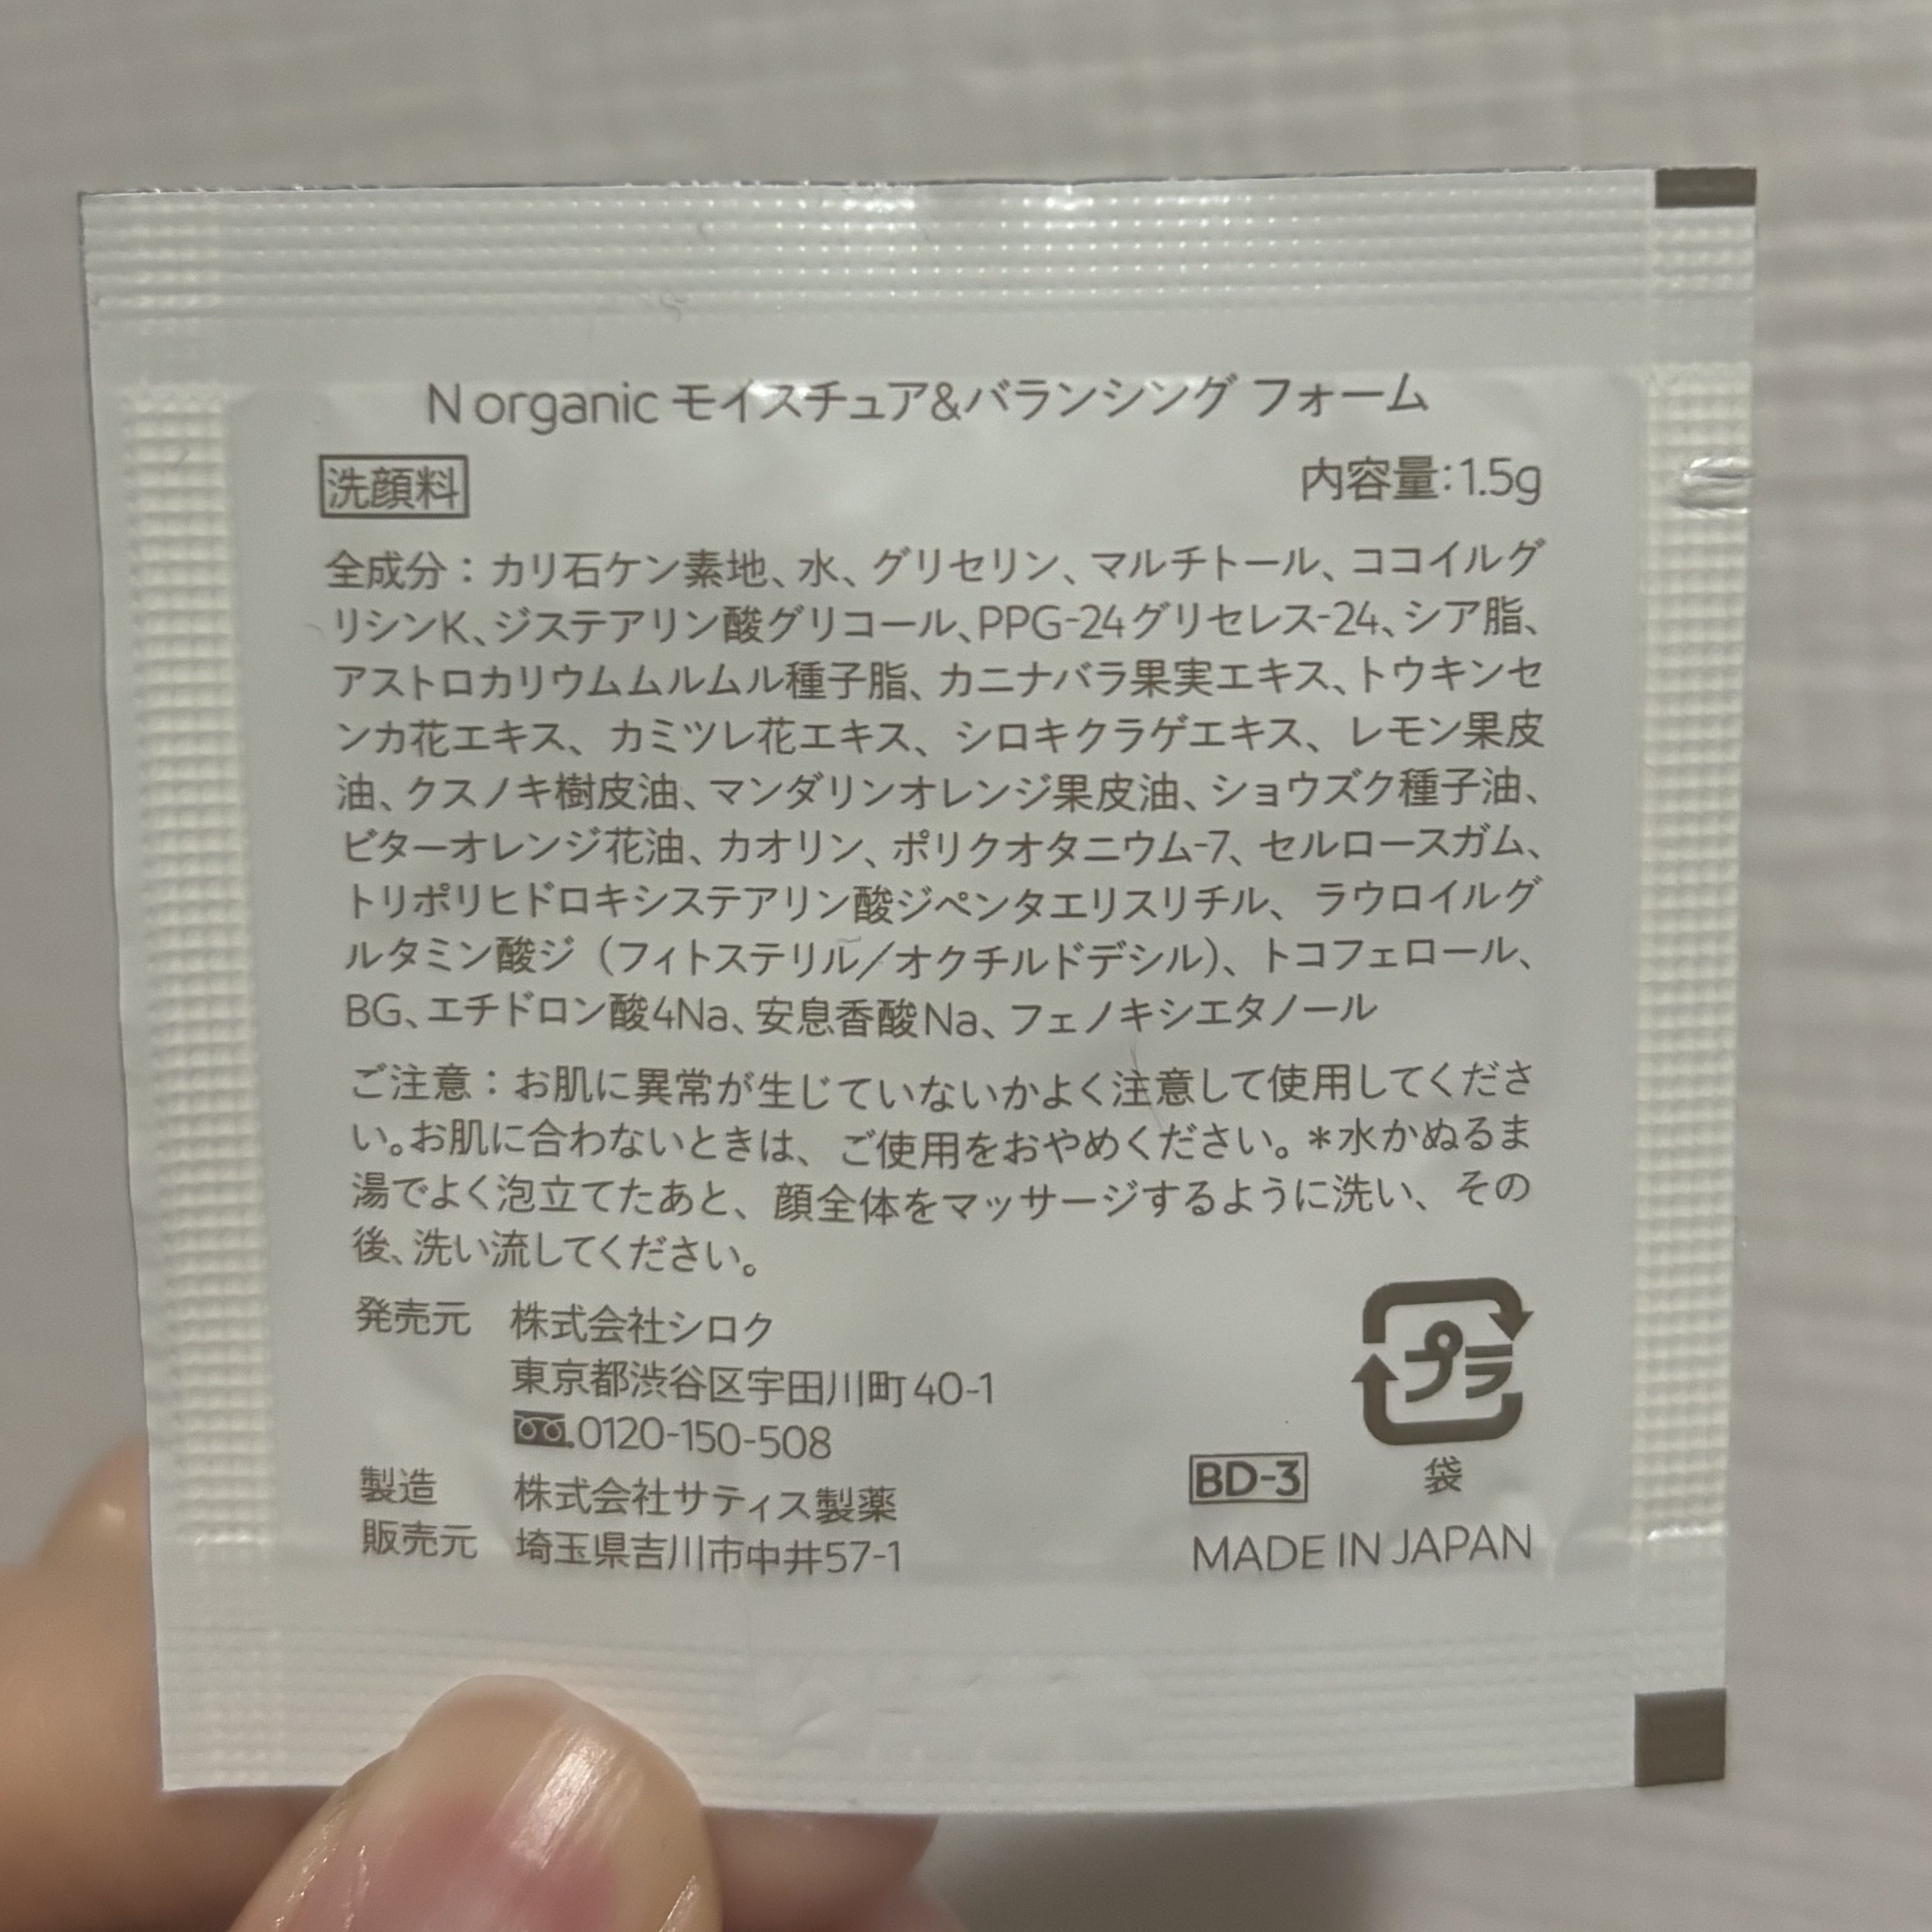 N organic モイスチュア&バランシング フォーム
洗顔料
内容量:1.5g
全成分:カリ石ケン素地、水、グリセリン、マルチトール、ココイルグ
リシンK、ジステアリン酸グリコール、PPG-24グリセレス-24、シア脂、
アストロカリウムムルムル種子脂、カニナバラ果実エキス、トウキンセ
ンカ花エキス、カミツレ花エキス、シロキクラゲエキス、レモン果皮
油、クスノキ樹皮油、マンダリンオレンジ果皮油、ショウズク種子油、
ビターオレンジ花油、カオリン、ポリクオタニウム-7、セルロースガム、
トリポリヒドロキシステアリン酸ジペンタエリスリチル、ラウロイルグ
ルタミン酸ジ（フィトステリル／オクチルドデシル）、トコフェロール、
BG、エチドロン酸4Na、安息香酸Na、フェノキシエタノール
ご注意：お肌に異常が生じていないかよく注意して使用してくださ
い。お肌に合わないときは、ご使用をおやめください。＊水かぬるま
湯でよく泡立てたあと、顔全体をマッサージするように洗い、その
後、洗い流してください。
発売元 株式会社シロク
東京都渋谷区宇田川町40-1
0120-150-508
製造 株式会社サティス製薬
販売元 埼玉県吉川市中井57-1
プラ
袋
BD-3
MADE IN JAPAN